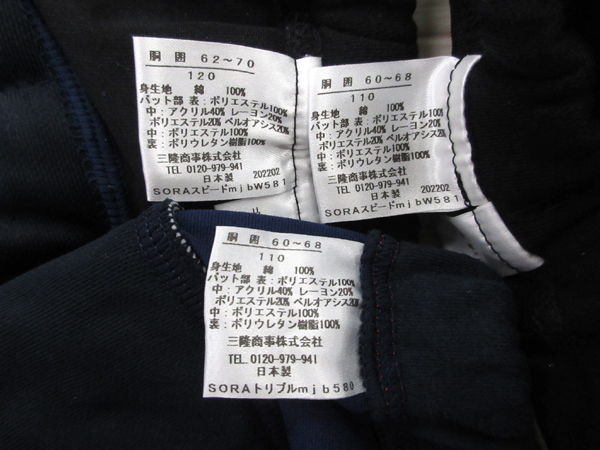 胴囲 62～70
120
身生地 綿 100%
パット部 表：ポリエステル100%
中：アクリル40% レーヨン20%
ポリエステル20% ベルオアシス20%
中：ポリエステル100%
裏：ポリウレタン樹脂100%
三隆商事株式会社
TEL 0120-979-941
日本製 202202
SORAスピードmjbW581
胴囲 60～68
110
身生地 綿 100%
パット部 表：ポリエステル100%
中：アクリル40% レーヨン20%
ポリエステル20% ベルオアシス20%
中：ポリエステル100%
裏：ポリウレタン樹脂100%
三隆商事株式会社
TEL 0120-979-941
日本製 202202
SORAスピードmjbW581
胴囲 60～68
110
身生地 綿 100%
パット部 表：ポリエステル100%
中：アクリル40% レーヨン20%
ポリエステル20% ベルオアシス20%
中：ポリエステル100%
裏：ポリウレタン樹脂100%
三隆商事株式会社
TEL.0120-979-941
日本製
SORAトリプルmjb580